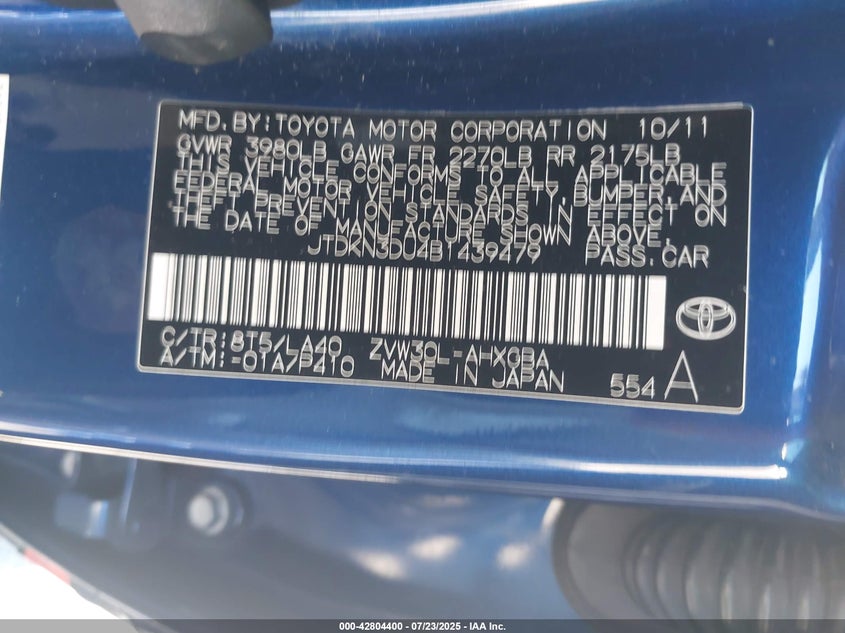 MFD.BY:TOYOTA MOTOR CORPORATION 10/11
GVWR 3980LB GAWR FR 2270LB RR 2175LB
THIS VEHICLE CONFORMS TO ALL APPLICABLE
FEDERAL MOTOR VEHICLE SAFETY,BUMPER,AND
THEFT PREVENTION STANDARDS IN EFFECT ON
THE DATE OF MANUFACTURE SHOWN ABOVE.
JTDKN3DU4B1439479 PASS.CAR
C/TR:8T5/LA40 ZVW30L-AHXGBA
A/TM:-01A/P410 MADE IN JAPAN 554 A
000-42804400 | 07/23/2025 | IAA Inc.